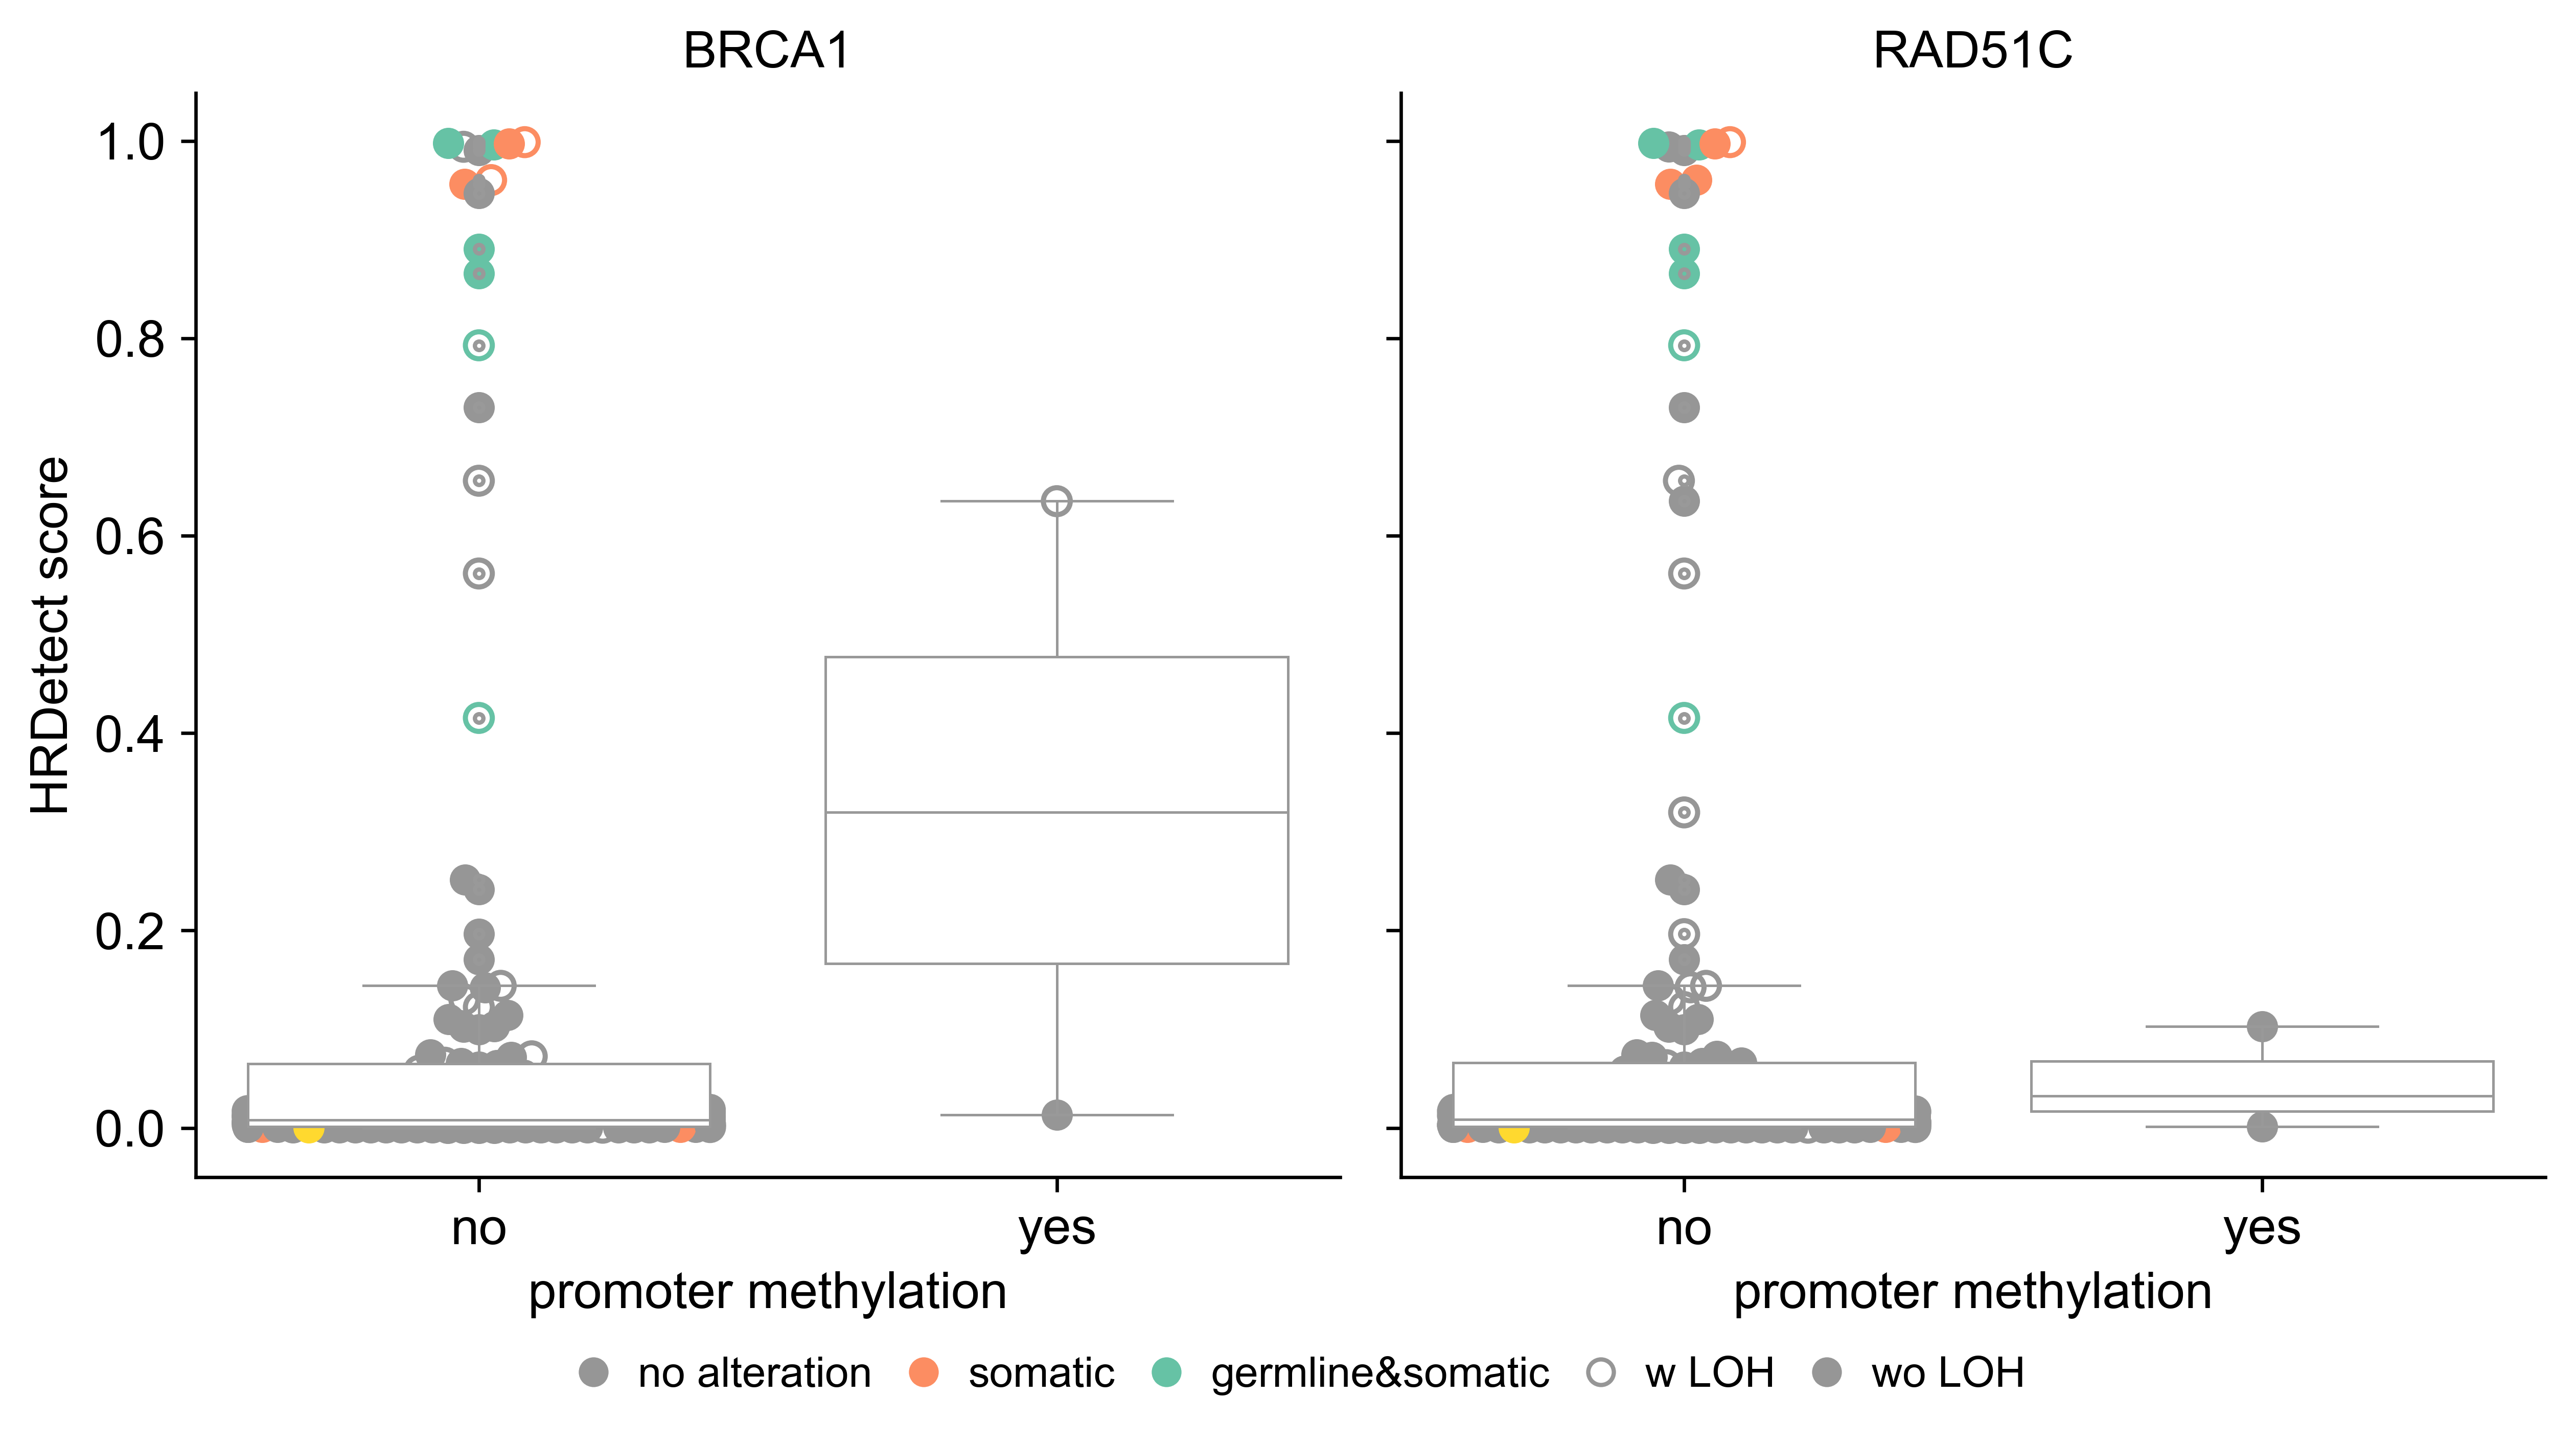 BRCA1
RAD51C
HRDetect score
1.0
0.8
0.6
0.4
0.2
0.0
no yes
no yes
promoter methylation
promoter methylation
no alteration somatic germline&somatic w LOH wo LOH